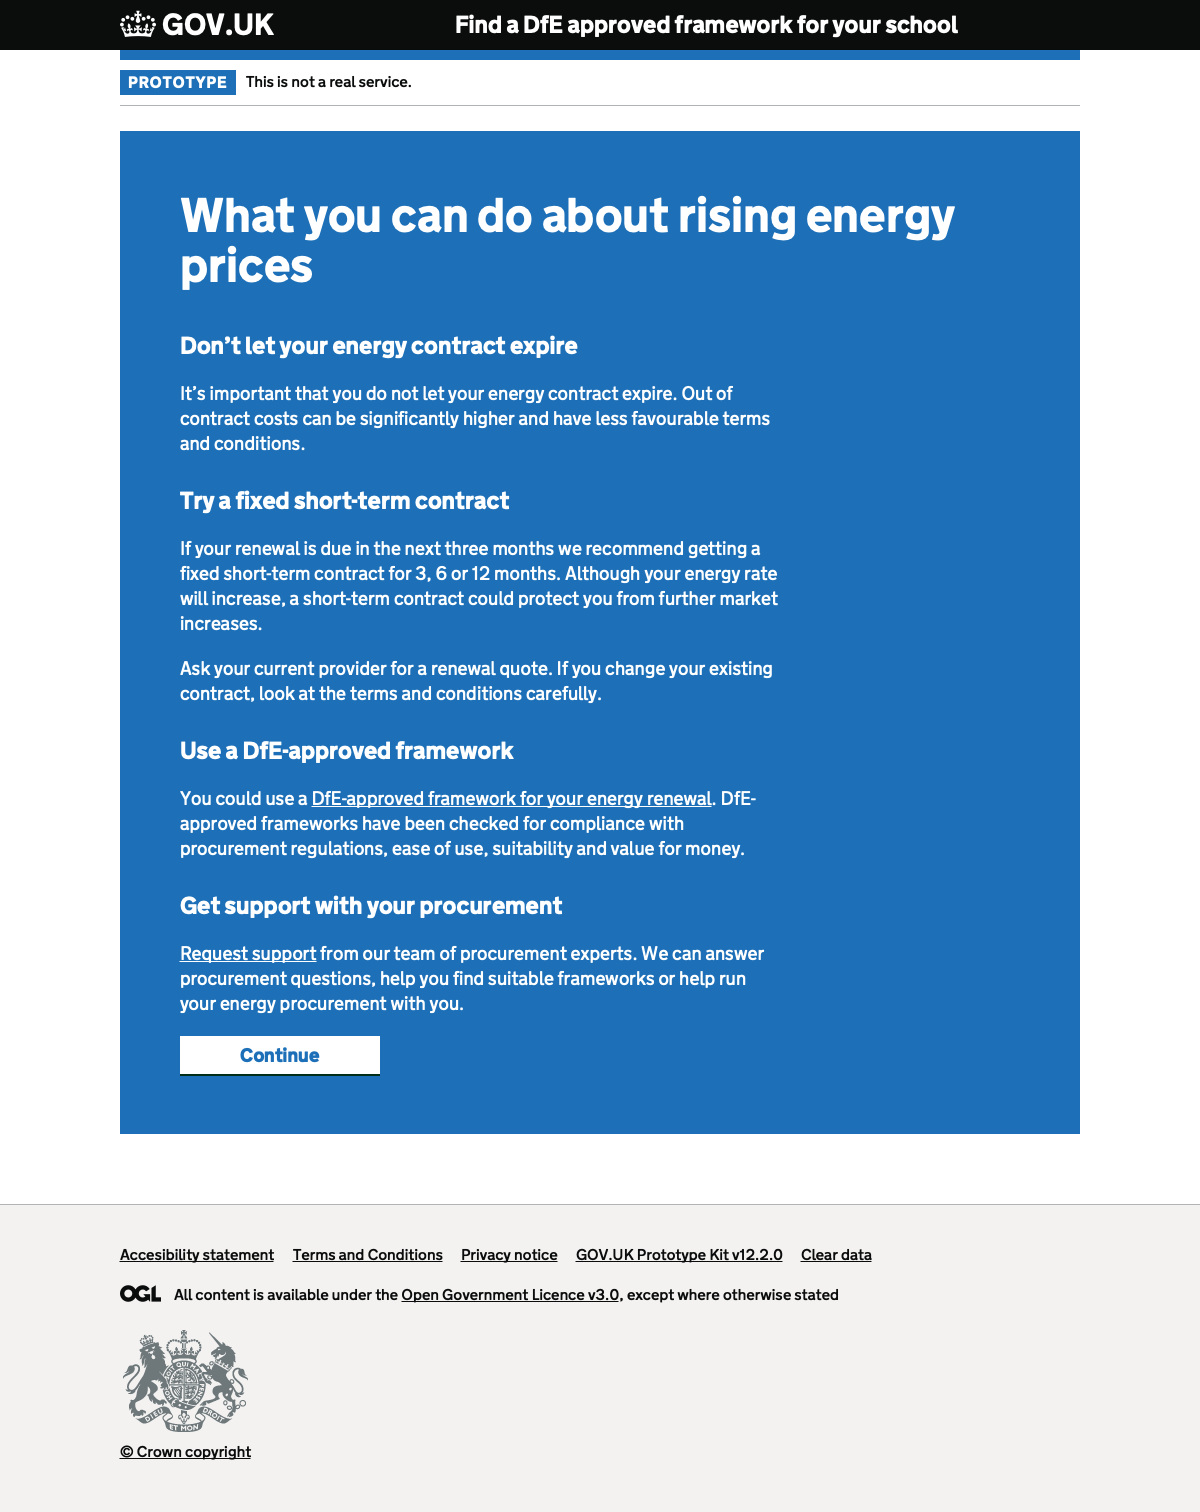 GOV.UK
Find a DfE approved framework for your school
PROTOTYPE This is not a real service.
What you can do about rising energy
prices
Don’t let your energy contract expire
It’s important that you do not let your energy contract expire. Out of
contract costs can be significantly higher and have less favourable terms
and conditions.
Try a fixed short-term contract
If your renewal is due in the next three months we recommend getting a
fixed short-term contract for 3, 6 or 12 months. Although your energy rate
will increase, a short-term contract could protect you from further market
increases.
Ask your current provider for a renewal quote. If you change your existing
contract, look at the terms and conditions carefully.
Use a DfE-approved framework
You could use a DfE-approved framework for your energy renewal. DfE-
approved frameworks have been checked for compliance with
procurement regulations, ease of use, suitability and value for money.
Get support with your procurement
Request support from our team of procurement experts. We can answer
procurement questions, help you find suitable frameworks or help run
your energy procurement with you.
Continue
Accesibility statement Terms and Conditions Privacy notice GOV.UK Prototype Kit v12.2.0 Clear data
OGL All content is available under the Open Government Licence v3.0, except where otherwise stated
DIEU ET MON DROIT
© Crown copyright